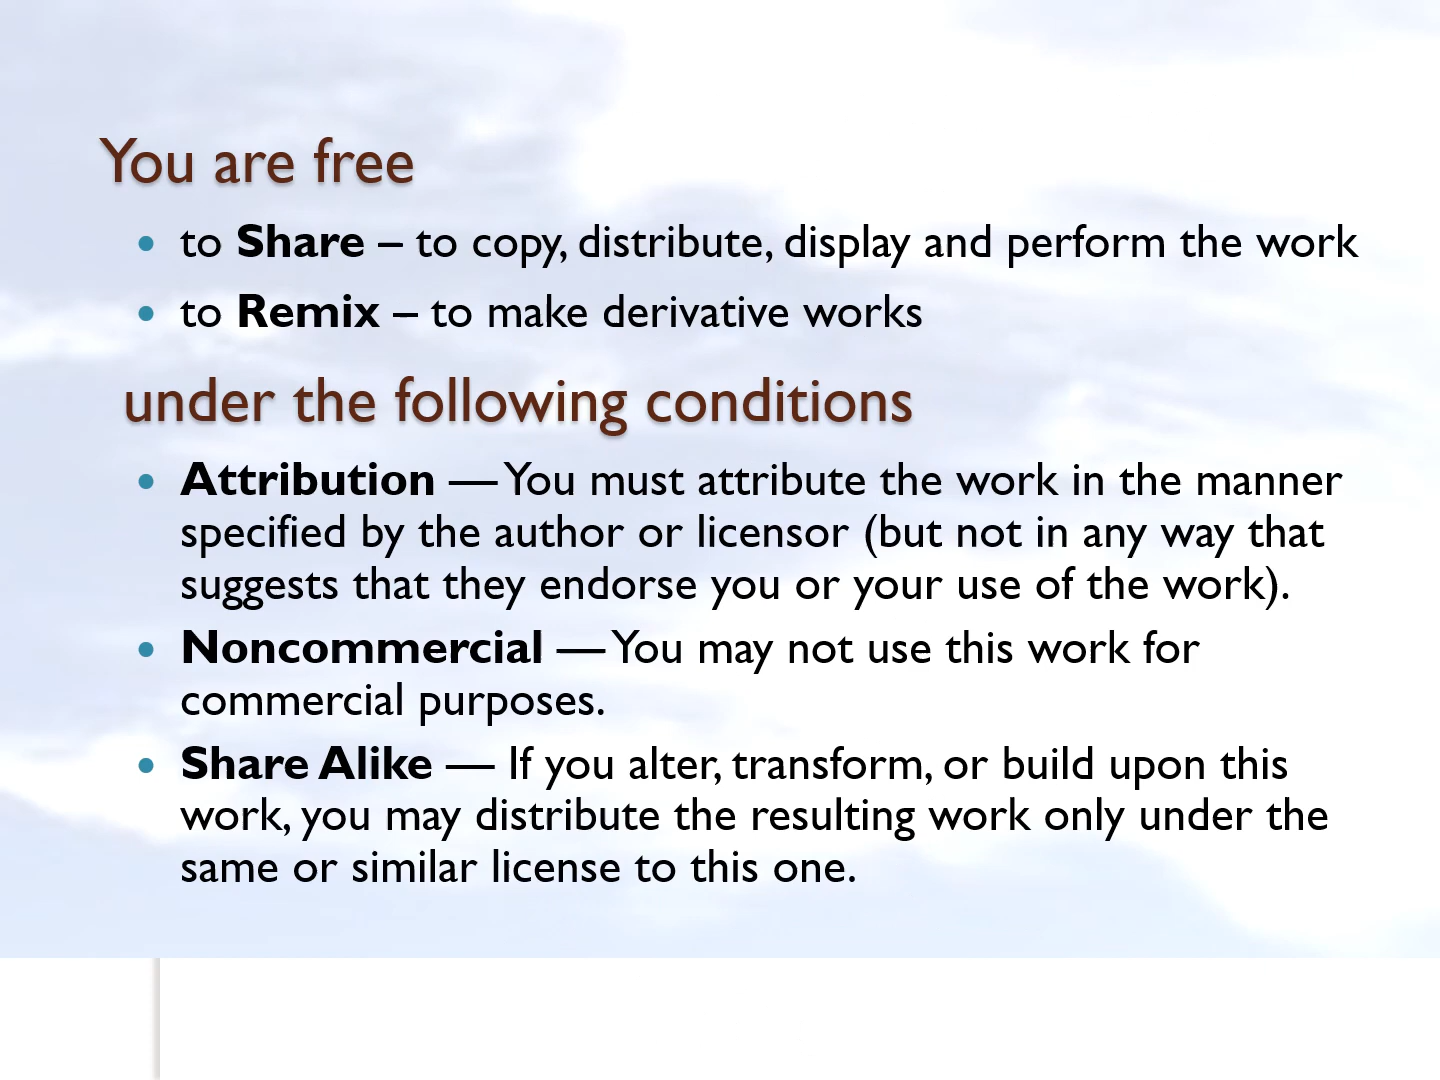 You are free
• to Share – to copy, distribute, display and perform the work
• to Remix – to make derivative works
under the following conditions
• Attribution — You must attribute the work in the manner
specified by the author or licensor (but not in any way that
suggests that they endorse you or your use of the work).
• Noncommercial — You may not use this work for
commercial purposes.
• Share Alike — If you alter, transform, or build upon this
work, you may distribute the resulting work only under the
same or similar license to this one.